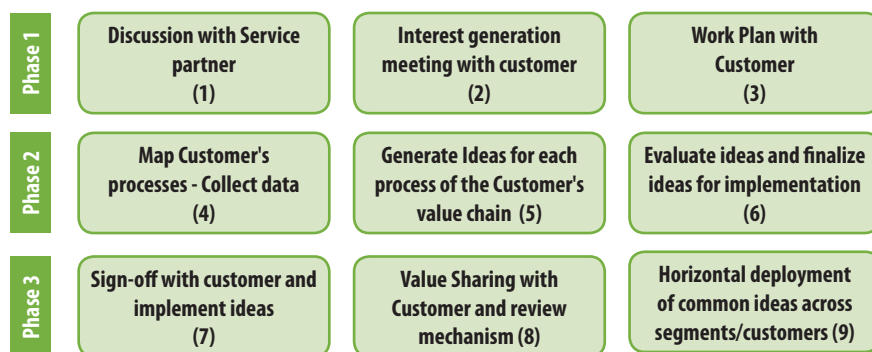 Phase 1
Discussion with Service
partner
(1)
Interest generation
meeting with customer
(2)
Work Plan with
Customer
(3)
Phase 2
Map Customer's
processes - Collect data
(4)
Generate Ideas for each
process of the Customer's
value chain (5)
Evaluate ideas and finalize
ideas for implementation
(6)
Phase 3
Sign-off with customer and
implement ideas
(7)
Value Sharing with
Customer and review
mechanism (8)
Horizontal deployment
of common ideas across
segments/customers (9)